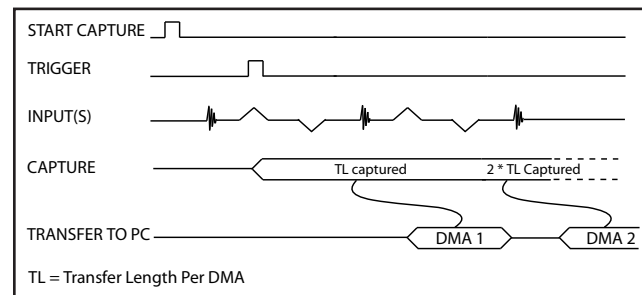 START CAPTURE
TRIGGER
INPUT(S)
CAPTURE
TL captured
2 * TL Captured
TRANSFER TO PC
DMA 1
DMA 2
TL = Transfer Length Per DMA